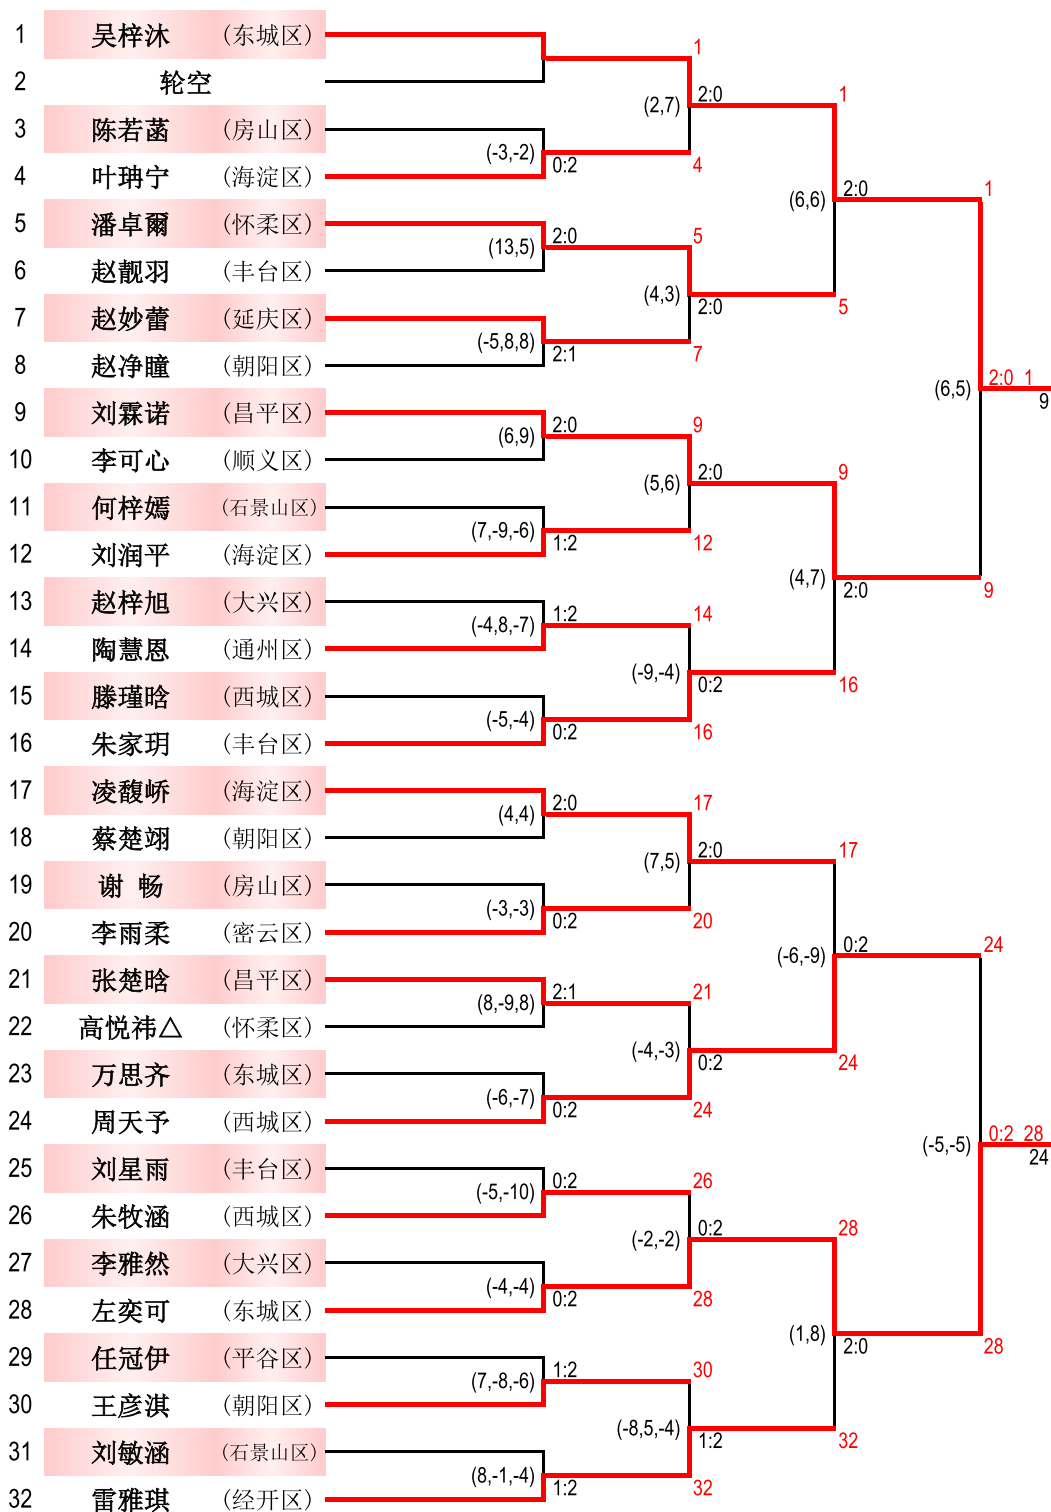 1 吴梓沐 (东城区)
1
2 轮空
(2,7) 2:0 1
3 陈若菡 (房山区)
(-3,-2) 0:2 4
4 叶珃宁 (海淀区)
(6,6) 2:0 1
5 潘卓爾 (怀柔区)
(13,5) 2:0 5
6 赵靓羽 (丰台区)
(4,3) 2:0 5
7 赵妙蕾 (延庆区)
(-5,8,8) 2:1 7
8 赵净瞳 (朝阳区)
(6,5) 2:0 1
9
9 刘霖诺 (昌平区)
(6,9) 2:0 9
10 李可心 (顺义区)
(5,6) 2:0 9
11 何梓嫣 (石景山区)
(7,-9,-6) 1:2 12
12 刘润平 (海淀区)
(4,7) 2:0 9
13 赵梓旭 (大兴区)
(-4,8,-7) 1:2 14
14 陶慧恩 (通州区)
(-9,-4) 0:2 16
15 滕瑾晗 (西城区)
(-5,-4) 0:2 16
16 朱家玥 (丰台区)
17 凌馥峤 (海淀区)
(4,4) 2:0 17
18 蔡楚翊 (朝阳区)
(7,5) 2:0 17
19 谢 畅 (房山区)
(-3,-3) 0:2 20
20 李雨柔 (密云区)
(-6,-9) 0:2 24
21 张楚晗 (昌平区)
(8,-9,8) 2:1 21
22 高悦祎△ (怀柔区)
(-4,-3) 0:2 24
23 万思齐 (东城区)
(-6,-7) 0:2 24
24 周天予 (西城区)
(-5,-5) 0:2 28
24
25 刘星雨 (丰台区)
(-5,-10) 0:2 26
26 朱牧涵 (西城区)
(-2,-2) 0:2 28
27 李雅然 (大兴区)
(-4,-4) 0:2 28
28 左奕可 (东城区)
(1,8) 2:0 28
29 任冠伊 (平谷区)
(7,-8,-6) 1:2 30
30 王彦淇 (朝阳区)
(-8,5,-4) 1:2 32
31 刘敏涵 (石景山区)
(8,-1,-4) 1:2 32
32 雷雅琪 (经开区)